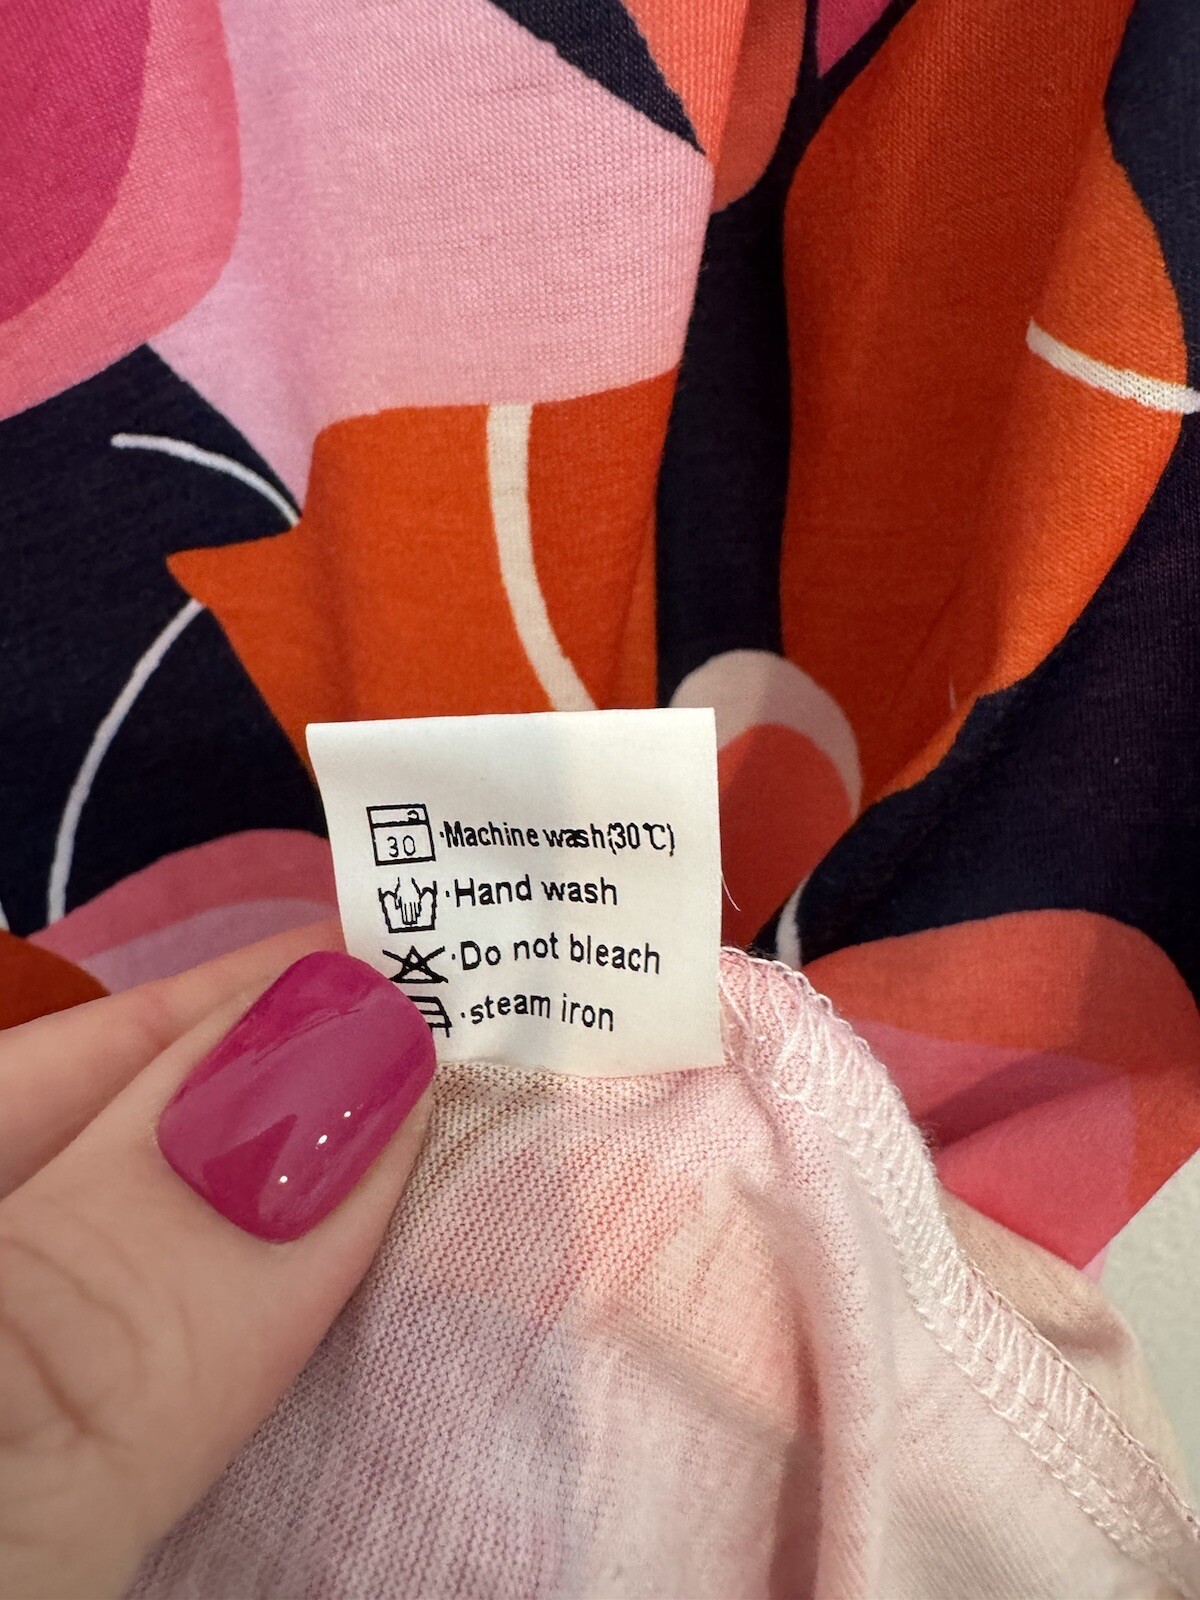 30 ·Machine wash(30℃)
·Hand wash
·Do not bleach
·steam iron